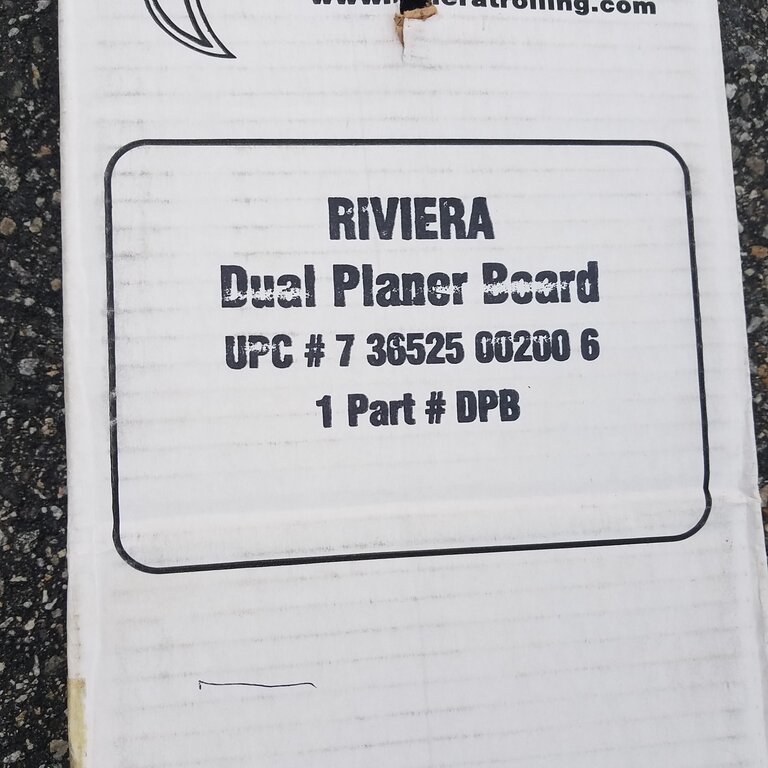 RIVIERA
Dual Planer Board
UPC # 7 36525 00200 6
1 Part # DPB